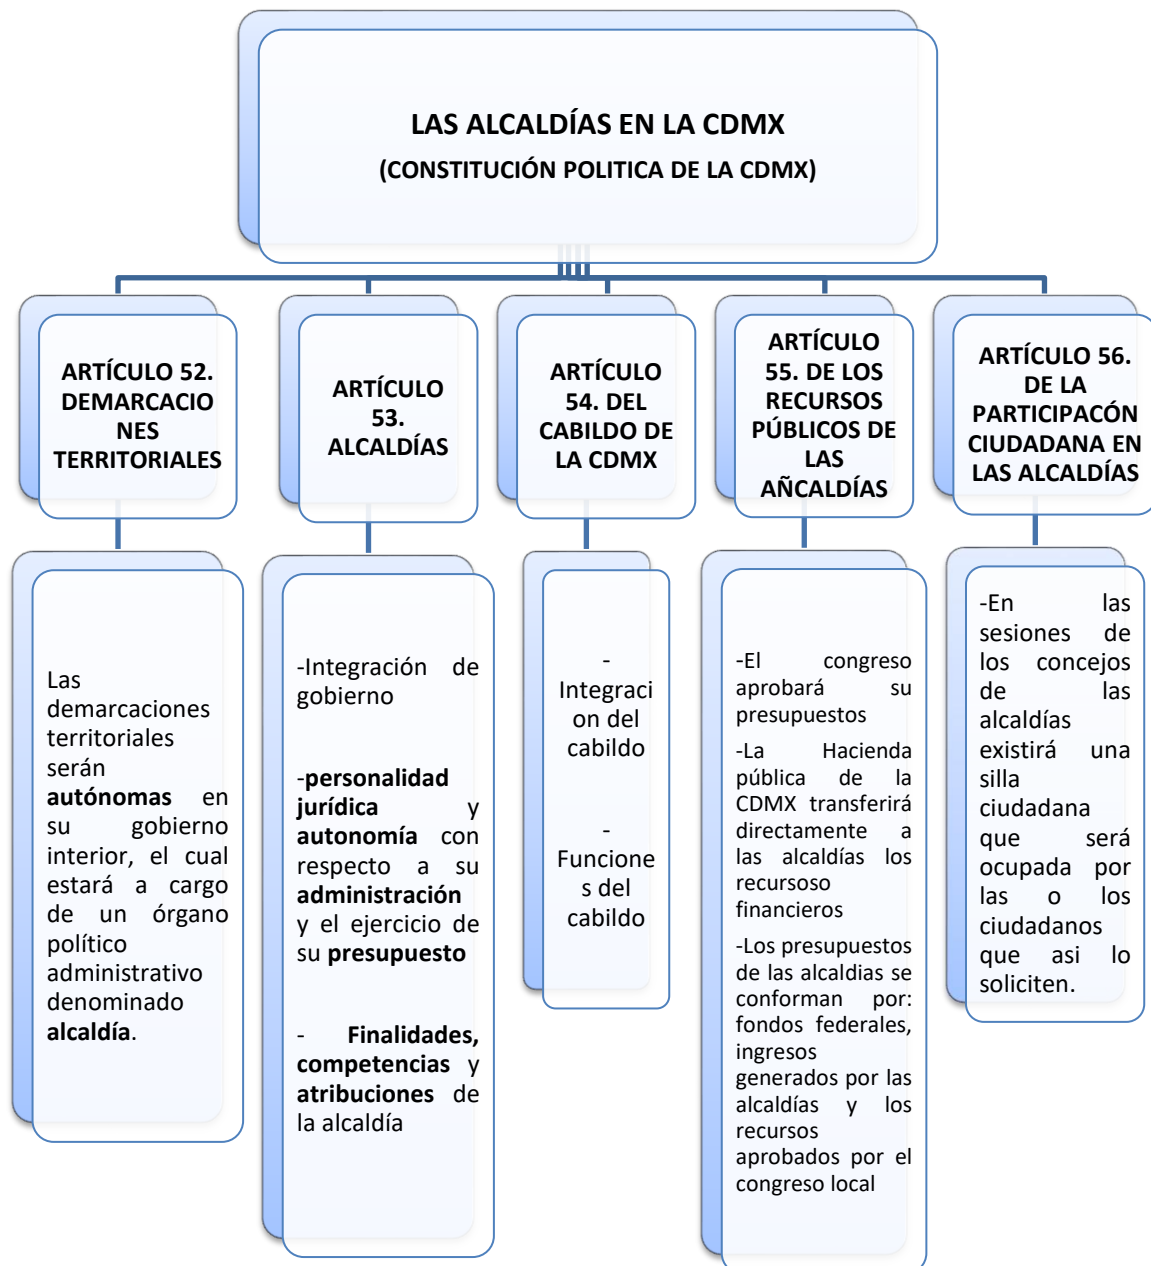 LAS ALCALDÍAS EN LA CDMX
(CONSTITUCIÓN POLITICA DE LA CDMX)
ARTÍCULO 52.
DEMARCACIO
NES
TERRITORIALES
ARTÍCULO
53.
ALCALDÍAS
ARTÍCULO
54. DEL
CABILDO DE
LA CDMX
ARTÍCULO
55. DE LOS
RECURSOS
PÚBLICOS DE
LAS
AÑCALDÍAS
ARTÍCULO 56.
DE LA
PARTICIPACÓN
CIUDADANA EN
LAS ALCALDÍAS
Las
demarcaciones
territoriales
serán
autónomas en
su gobierno
interior, el cual
estará a cargo
de un órgano
político
administrativo
denominado
alcaldía.
-Integración de
gobierno
-personalidad
jurídica y
autonomía con
respecto a su
administración
y el ejercicio de
su presupuesto
- Finalidades,
competencias y
atribuciones de
la alcaldía
-
Integraci
on del
cabildo
-
Funcione
s del
cabildo
-El congreso
aprobará su
presupuestos
-La Hacienda
pública de la
CDMX transferirá
directamente a
las alcaldías los
recursoso
financieros
-Los presupuestos
de las alcaldias se
conforman por:
fondos federales,
ingresos
generados por las
alcaldías y los
recursos
aprobados por el
congreso local
-En las
sesiones de
los concejos
de las
alcaldías
existirá una
silla
ciudadana
que será
ocupada por
las o los
ciudadanos
que asi lo
soliciten.